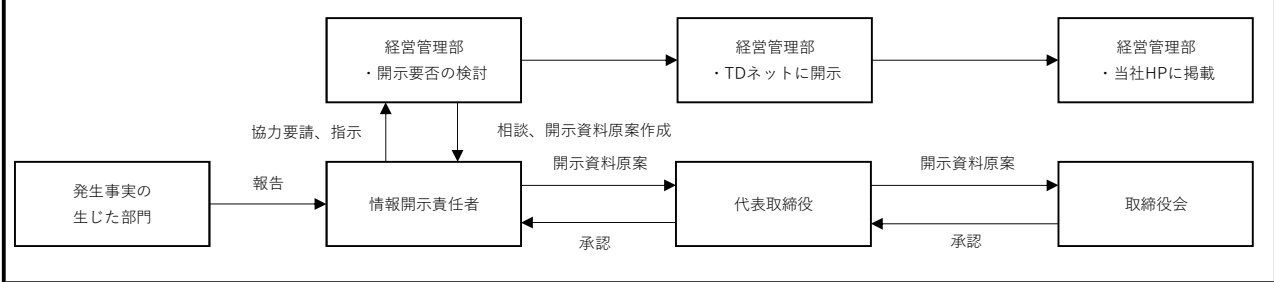 経営管理部
・開示要否の検討
経営管理部
・TDネットに開示
経営管理部
・当社HPに掲載
協力要請、指示
相談、開示資料原案作成
発生事実の
生じた部門
報告
情報開示責任者
開示資料原案
承認
代表取締役
開示資料原案
承認
取締役会